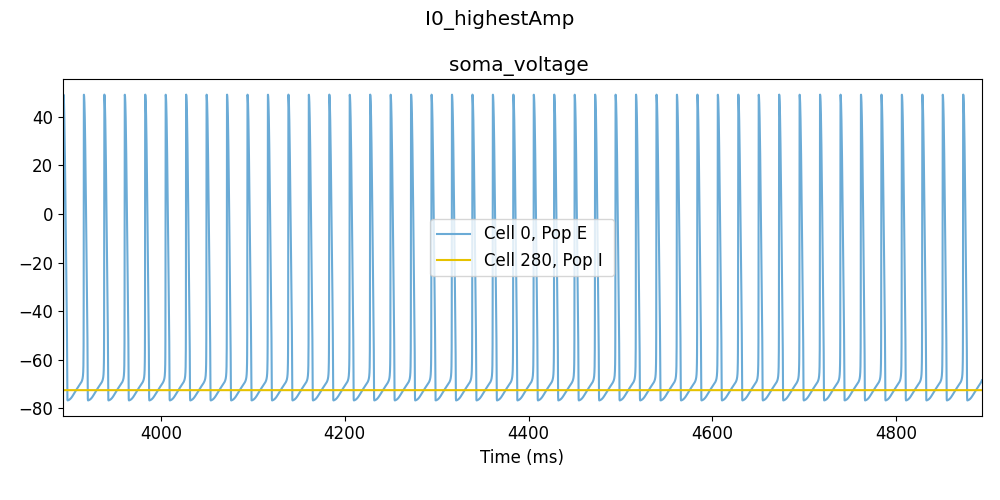 I0_highestAmp
soma_voltage
40
20
0
−20
−40
−60
−80
Cell 0, Pop E
Cell 280, Pop I
4000 4200 4400 4600 4800
Time (ms)